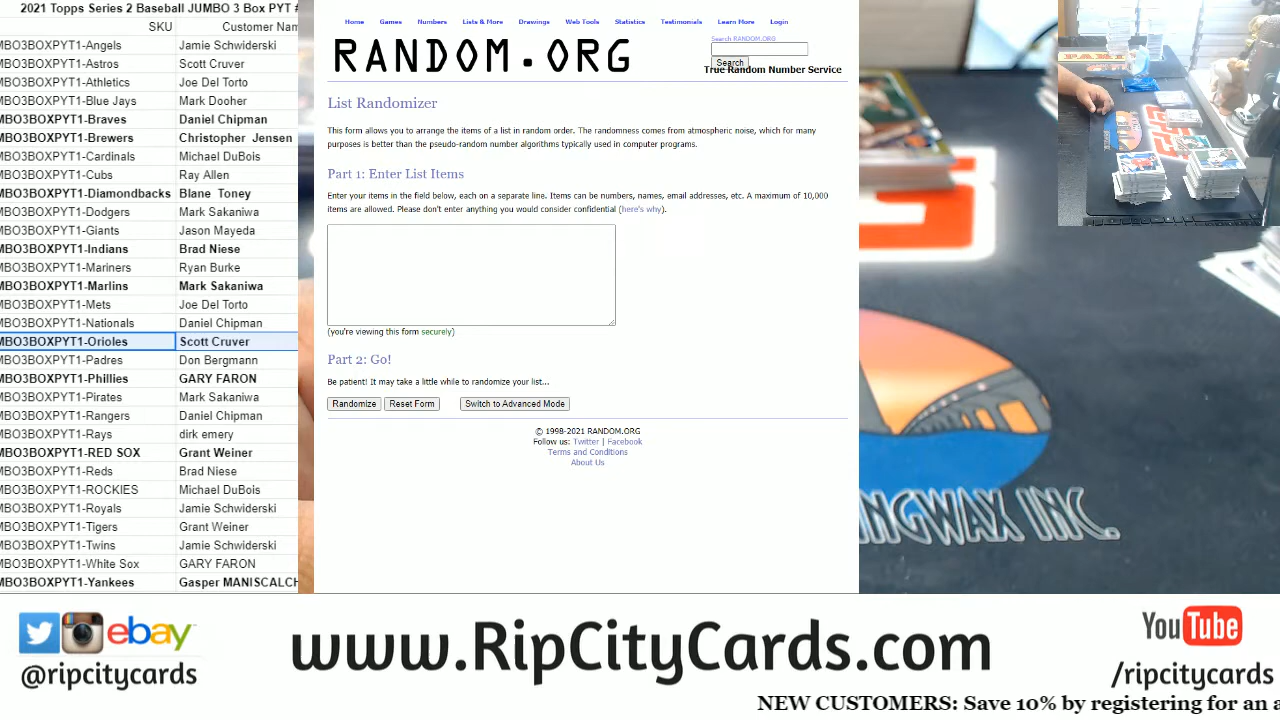 2021 Topps Series 2 Baseball JUMBO 3 Box PYT #
SKU Customer Nam
MBO3BOXPYT1-Angels Jamie Schwiderski
MBO3BOXPYT1-Astros Scott Cruver
MBO3BOXPYT1-Athletics Joe Del Torto
MBO3BOXPYT1-Blue Jays Mark Dooher
MBO3BOXPYT1-Braves Daniel Chipman
MBO3BOXPYT1-Brewers Christopher Jensen
MBO3BOXPYT1-Cardinals Michael DuBois
MBO3BOXPYT1-Cubs Ray Allen
MBO3BOXPYT1-Diamondbacks Blane Toney
MBO3BOXPYT1-Dodgers Mark Sakaniwa
MBO3BOXPYT1-Giants Jason Mayeda
MBO3BOXPYT1-Indians Brad Niese
MBO3BOXPYT1-Mariners Ryan Burke
MBO3BOXPYT1-Marlins Mark Sakaniwa
MBO3BOXPYT1-Mets Joe Del Torto
MBO3BOXPYT1-Nationals Daniel Chipman
MBO3BOXPYT1-Orioles Scott Cruver
MBO3BOXPYT1-Padres Don Bergmann
MBO3BOXPYT1-Phillies GARY FARON
MBO3BOXPYT1-Pirates Mark Sakaniwa
MBO3BOXPYT1-Rangers Daniel Chipman
MBO3BOXPYT1-Rays dirk emery
MBO3BOXPYT1-RED SOX Grant Weiner
MBO3BOXPYT1-Reds Brad Niese
MBO3BOXPYT1-ROCKIES Michael DuBois
MBO3BOXPYT1-Royals Jamie Schwiderski
MBO3BOXPYT1-Tigers Grant Weiner
MBO3BOXPYT1-Twins Jamie Schwiderski
MBO3BOXPYT1-White Sox GARY FARON
MBO3BOXPYT1-Yankees Gasper MANISCALCH
Home Games Numbers Lists & More Drawings Web Tools Statistics Testimonials Learn More Login
RANDOM.ORG
Search RANDOM.ORG
Search
True Random Number Service
List Randomizer
This form allows you to arrange the items of a list in random order. The randomness comes from atmospheric noise, which for many
purposes is better than the pseudo-random number algorithms typically used in computer programs.
Part 1: Enter List Items
Enter your items in the field below, each on a separate line. Items can be numbers, names, email addresses, etc. A maximum of 10,000
items are allowed. Please don't enter anything you would consider confidential (here's why).
(you're viewing this form securely)
Part 2: Go!
Be patient! It may take a little while to randomize your list...
Randomize Reset Form Switch to Advanced Mode
© 1998-2021 RANDOM.ORG
Follow us: Twitter | Facebook
Terms and Conditions
About Us
NGWAX INC.
ebay
@ripcitycards
www.RipCityCards.com
YouTube
/ripcitycards
NEW CUSTOMERS: Save 10% by registering for an a